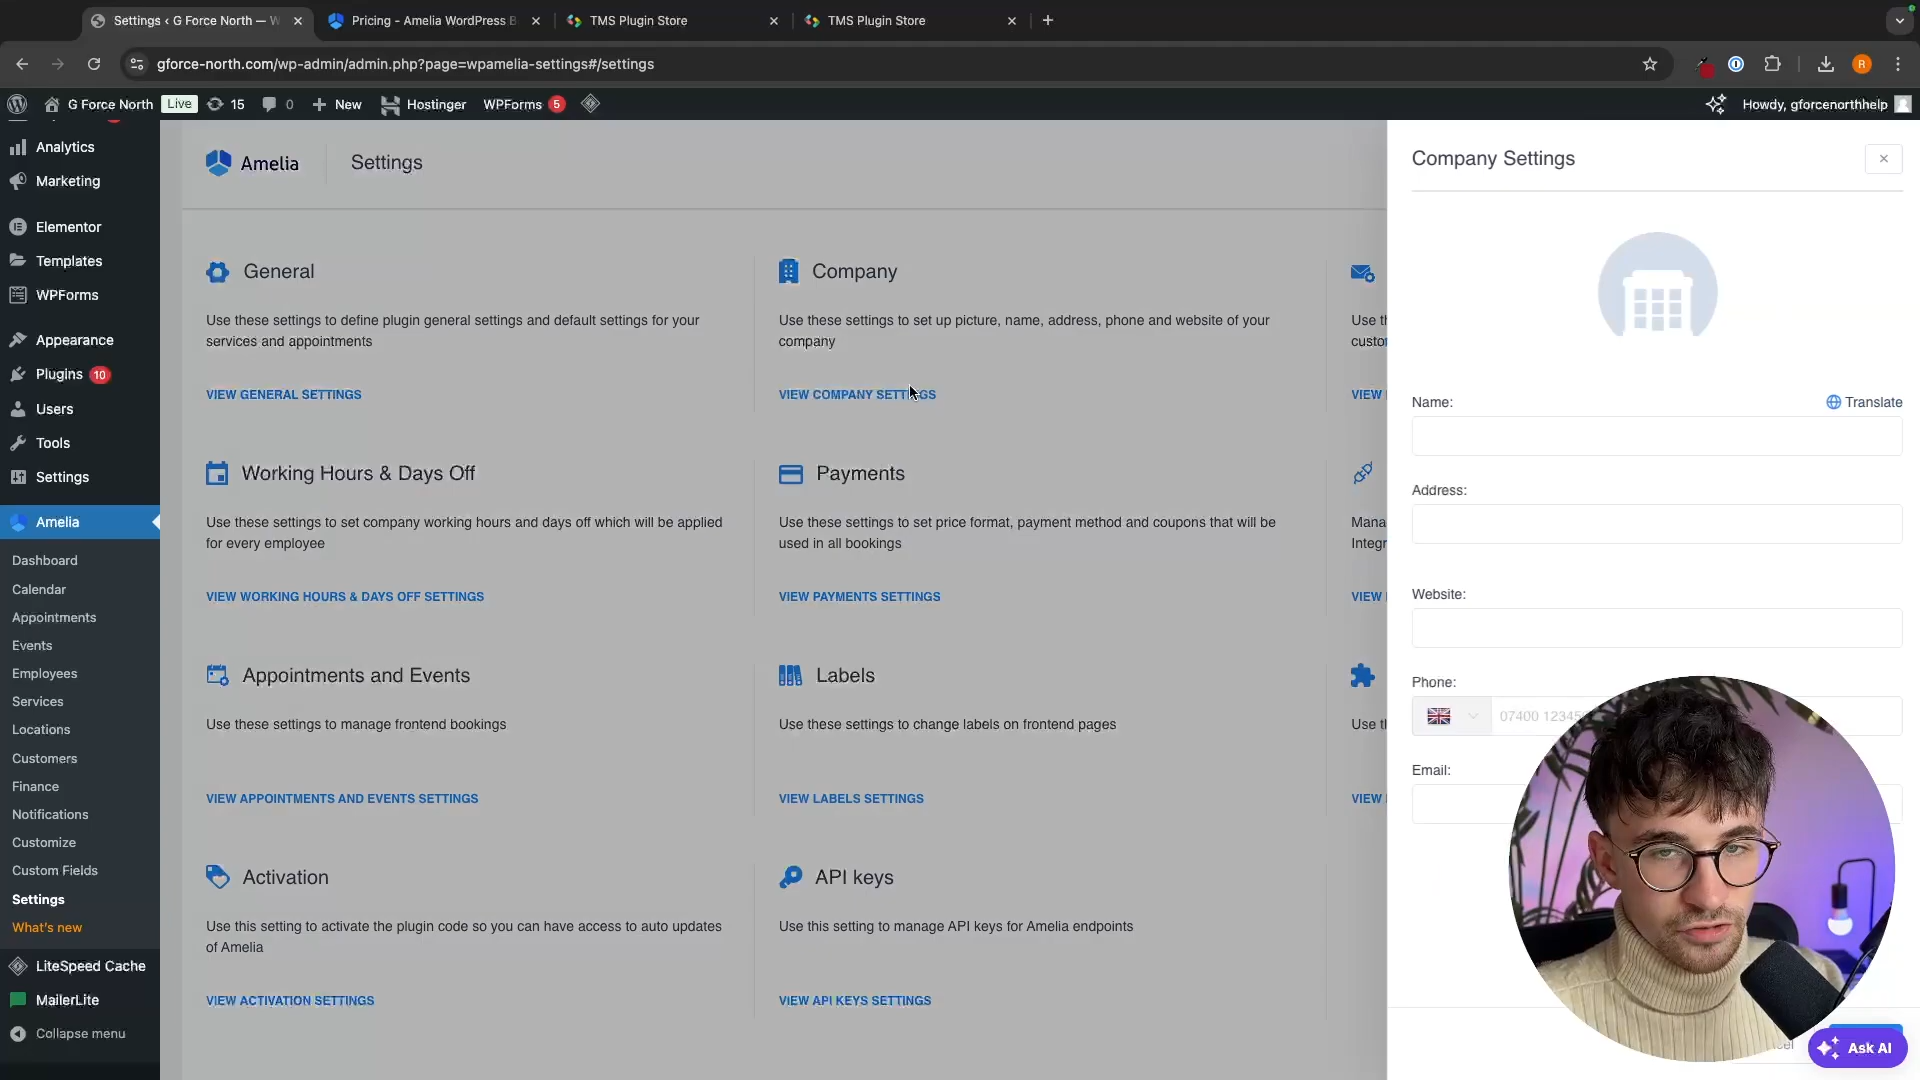 Settings ‹ G Force North — W
Pricing - Amelia WordPress B
TMS Plugin Store
TMS Plugin Store
gforce-north.com/wp-admin/admin.php?page=wpamelia-settings#/settings
G Force North
Live
15
0
New
Hostinger
WPForms
5
Howdy, gforcenorthhelp
R
Analytics
Marketing
Elementor
Templates
WPForms
Appearance
Plugins 10
Users
Tools
Settings
Amelia
Dashboard
Calendar
Appointments
Events
Employees
Services
Locations
Customers
Finance
Notifications
Customize
Custom Fields
Settings
What's new
LiteSpeed Cache
MailerLite
Collapse menu
Amelia
Settings
General
Use these settings to define plugin general settings and default settings for your
services and appointments
VIEW GENERAL SETTINGS
Company
Use these settings to set up picture, name, address, phone and website of your
company
VIEW COMPANY SETTINGS
Use th
custo
VIEW
Working Hours & Days Off
Use these settings to set company working hours and days off which will be applied
for every employee
VIEW WORKING HOURS & DAYS OFF SETTINGS
Payments
Use these settings to set price format, payment method and coupons that will be
used in all bookings
VIEW PAYMENTS SETTINGS
Mana
Integr
VIEW
Appointments and Events
Use these settings to manage frontend bookings
VIEW APPOINTMENTS AND EVENTS SETTINGS
Labels
Use these settings to change labels on frontend pages
VIEW LABELS SETTINGS
Use t
VIEW
Activation
Use this setting to activate the plugin code so you can have access to auto updates
of Amelia
VIEW ACTIVATION SETTINGS
API keys
Use this setting to manage API keys for Amelia endpoints
VIEW API KEYS SETTINGS
Company Settings
Name:
Translate
Address:
Website:
Phone:
07400 12345
Email:
Ask AI